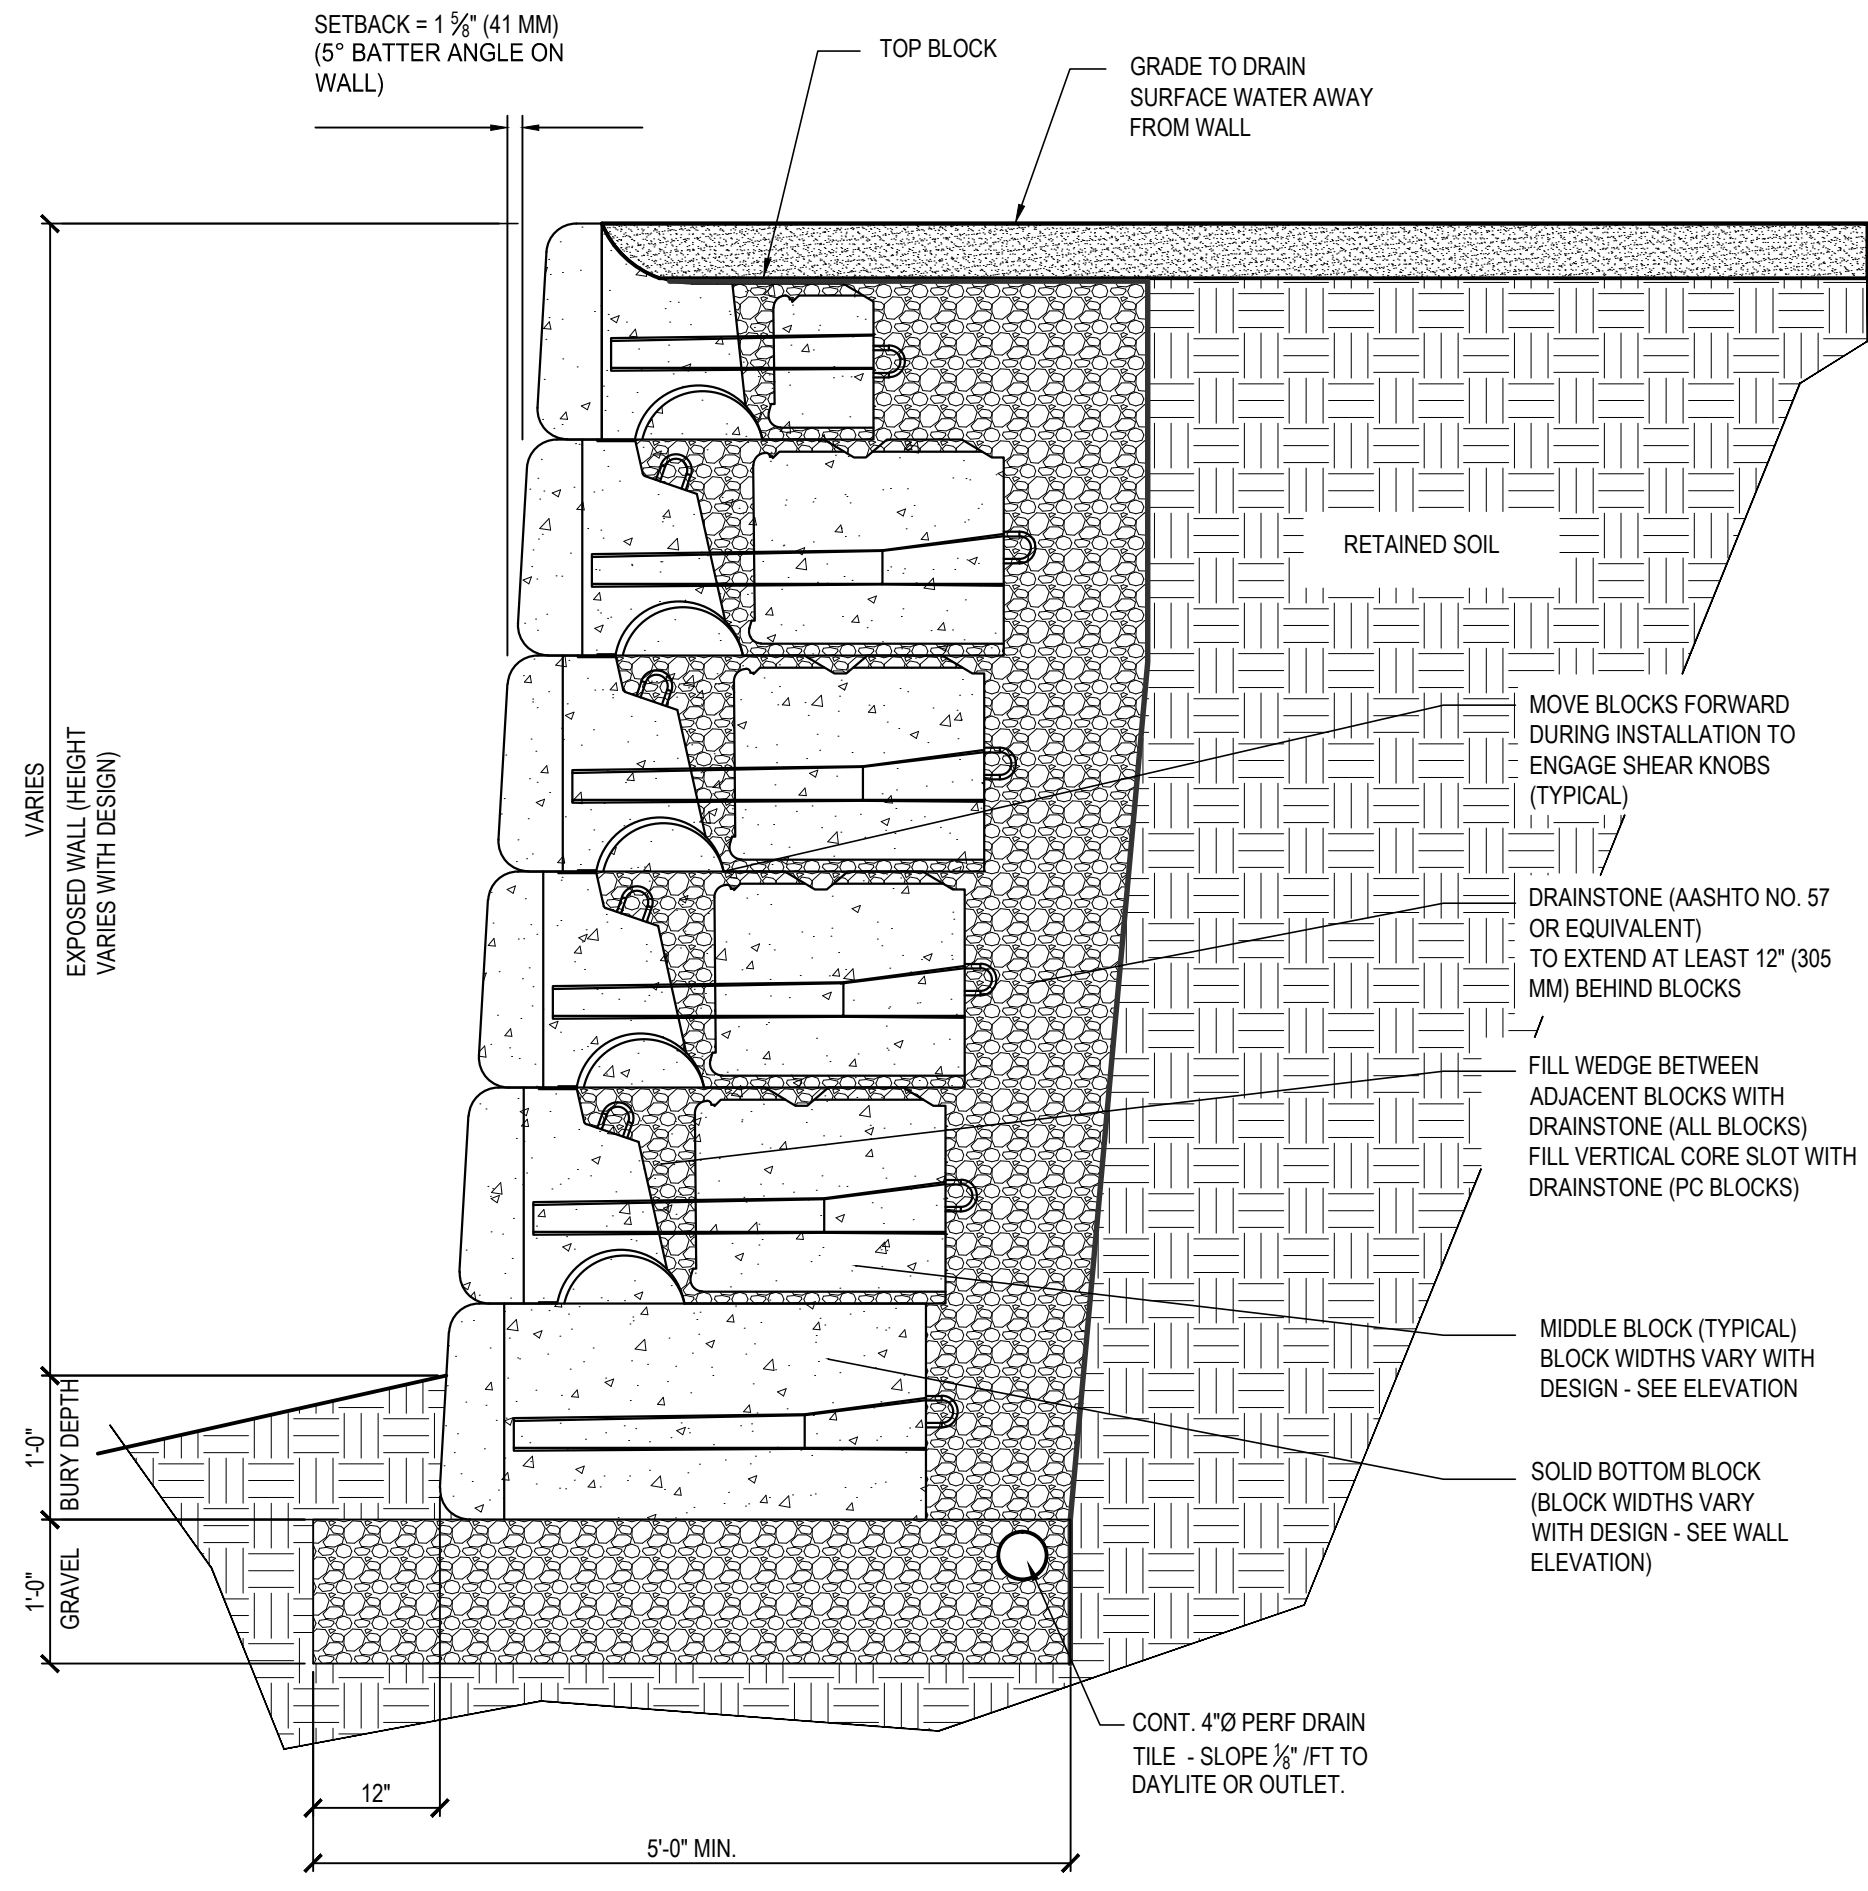 SETBACK = 1 ⅝" (41 MM)
(5° BATTER ANGLE ON
WALL)
TOP BLOCK
GRADE TO DRAIN
SURFACE WATER AWAY
FROM WALL
RETAINED SOIL
VARIES
EXPOSED WALL (HEIGHT
VARIES WITH DESIGN)
MOVE BLOCKS FORWARD
DURING INSTALLATION TO
ENGAGE SHEAR KNOBS
(TYPICAL)
DRAINSTONE (AASHTO NO. 57
OR EQUIVALENT)
TO EXTEND AT LEAST 12" (305
MM) BEHIND BLOCKS
FILL WEDGE BETWEEN
ADJACENT BLOCKS WITH
DRAINSTONE (ALL BLOCKS)
FILL VERTICAL CORE SLOT WITH
DRAINSTONE (PC BLOCKS)
MIDDLE BLOCK (TYPICAL)
BLOCK WIDTHS VARY WITH
DESIGN - SEE ELEVATION
1'-0"
BURY DEPTH
SOLID BOTTOM BLOCK
(BLOCK WIDTHS VARY
WITH DESIGN - SEE WALL
ELEVATION)
1'-0"
GRAVEL
CONT. 4"Ø PERF DRAIN
TILE - SLOPE ⅛" /FT TO
DAYLITE OR OUTLET.
12"
5'-0" MIN.